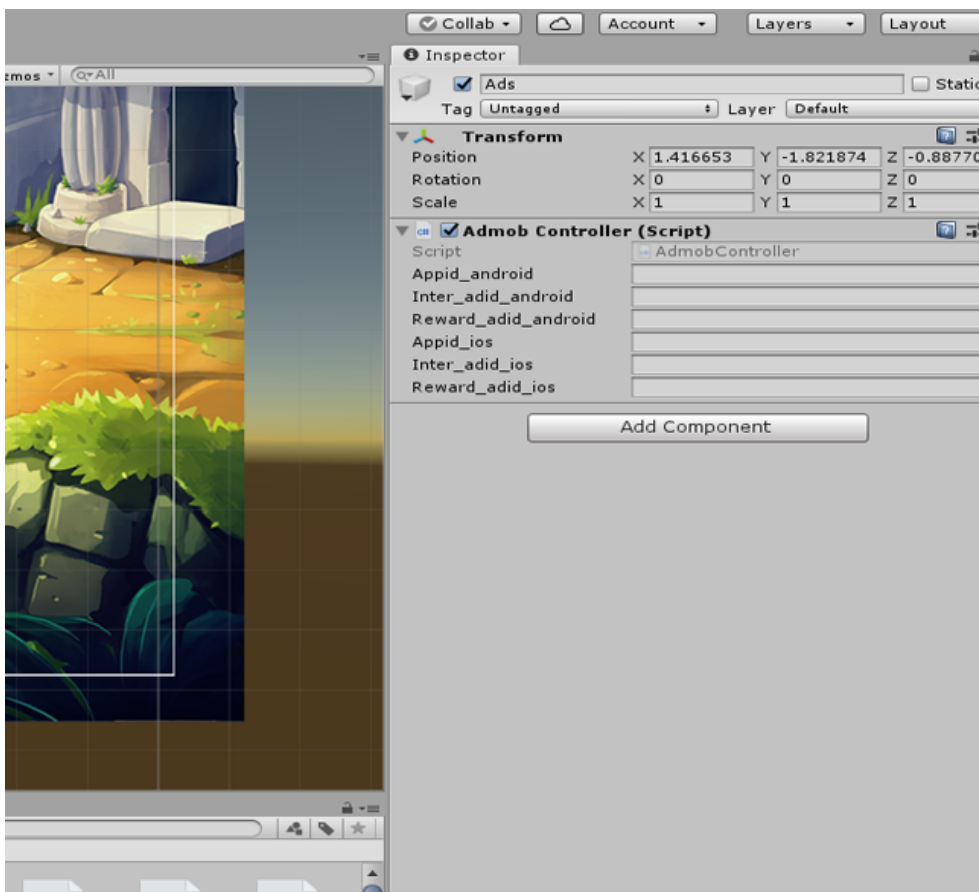 Collab Account Layers Layout
Inspector
zmos All
Ads Static
Tag Untagged Layer Default
Transform
Position X 1.416653 Y -1.821874 Z -0.88770
Rotation X 0 Y 0 Z 0
Scale X 1 Y 1 Z 1
C# Admob Controller (Script)
Script AdmobController
Appid_android
Inter_adid_android
Reward_adid_android
Appid_ios
Inter_adid_ios
Reward_adid_ios
Add Component